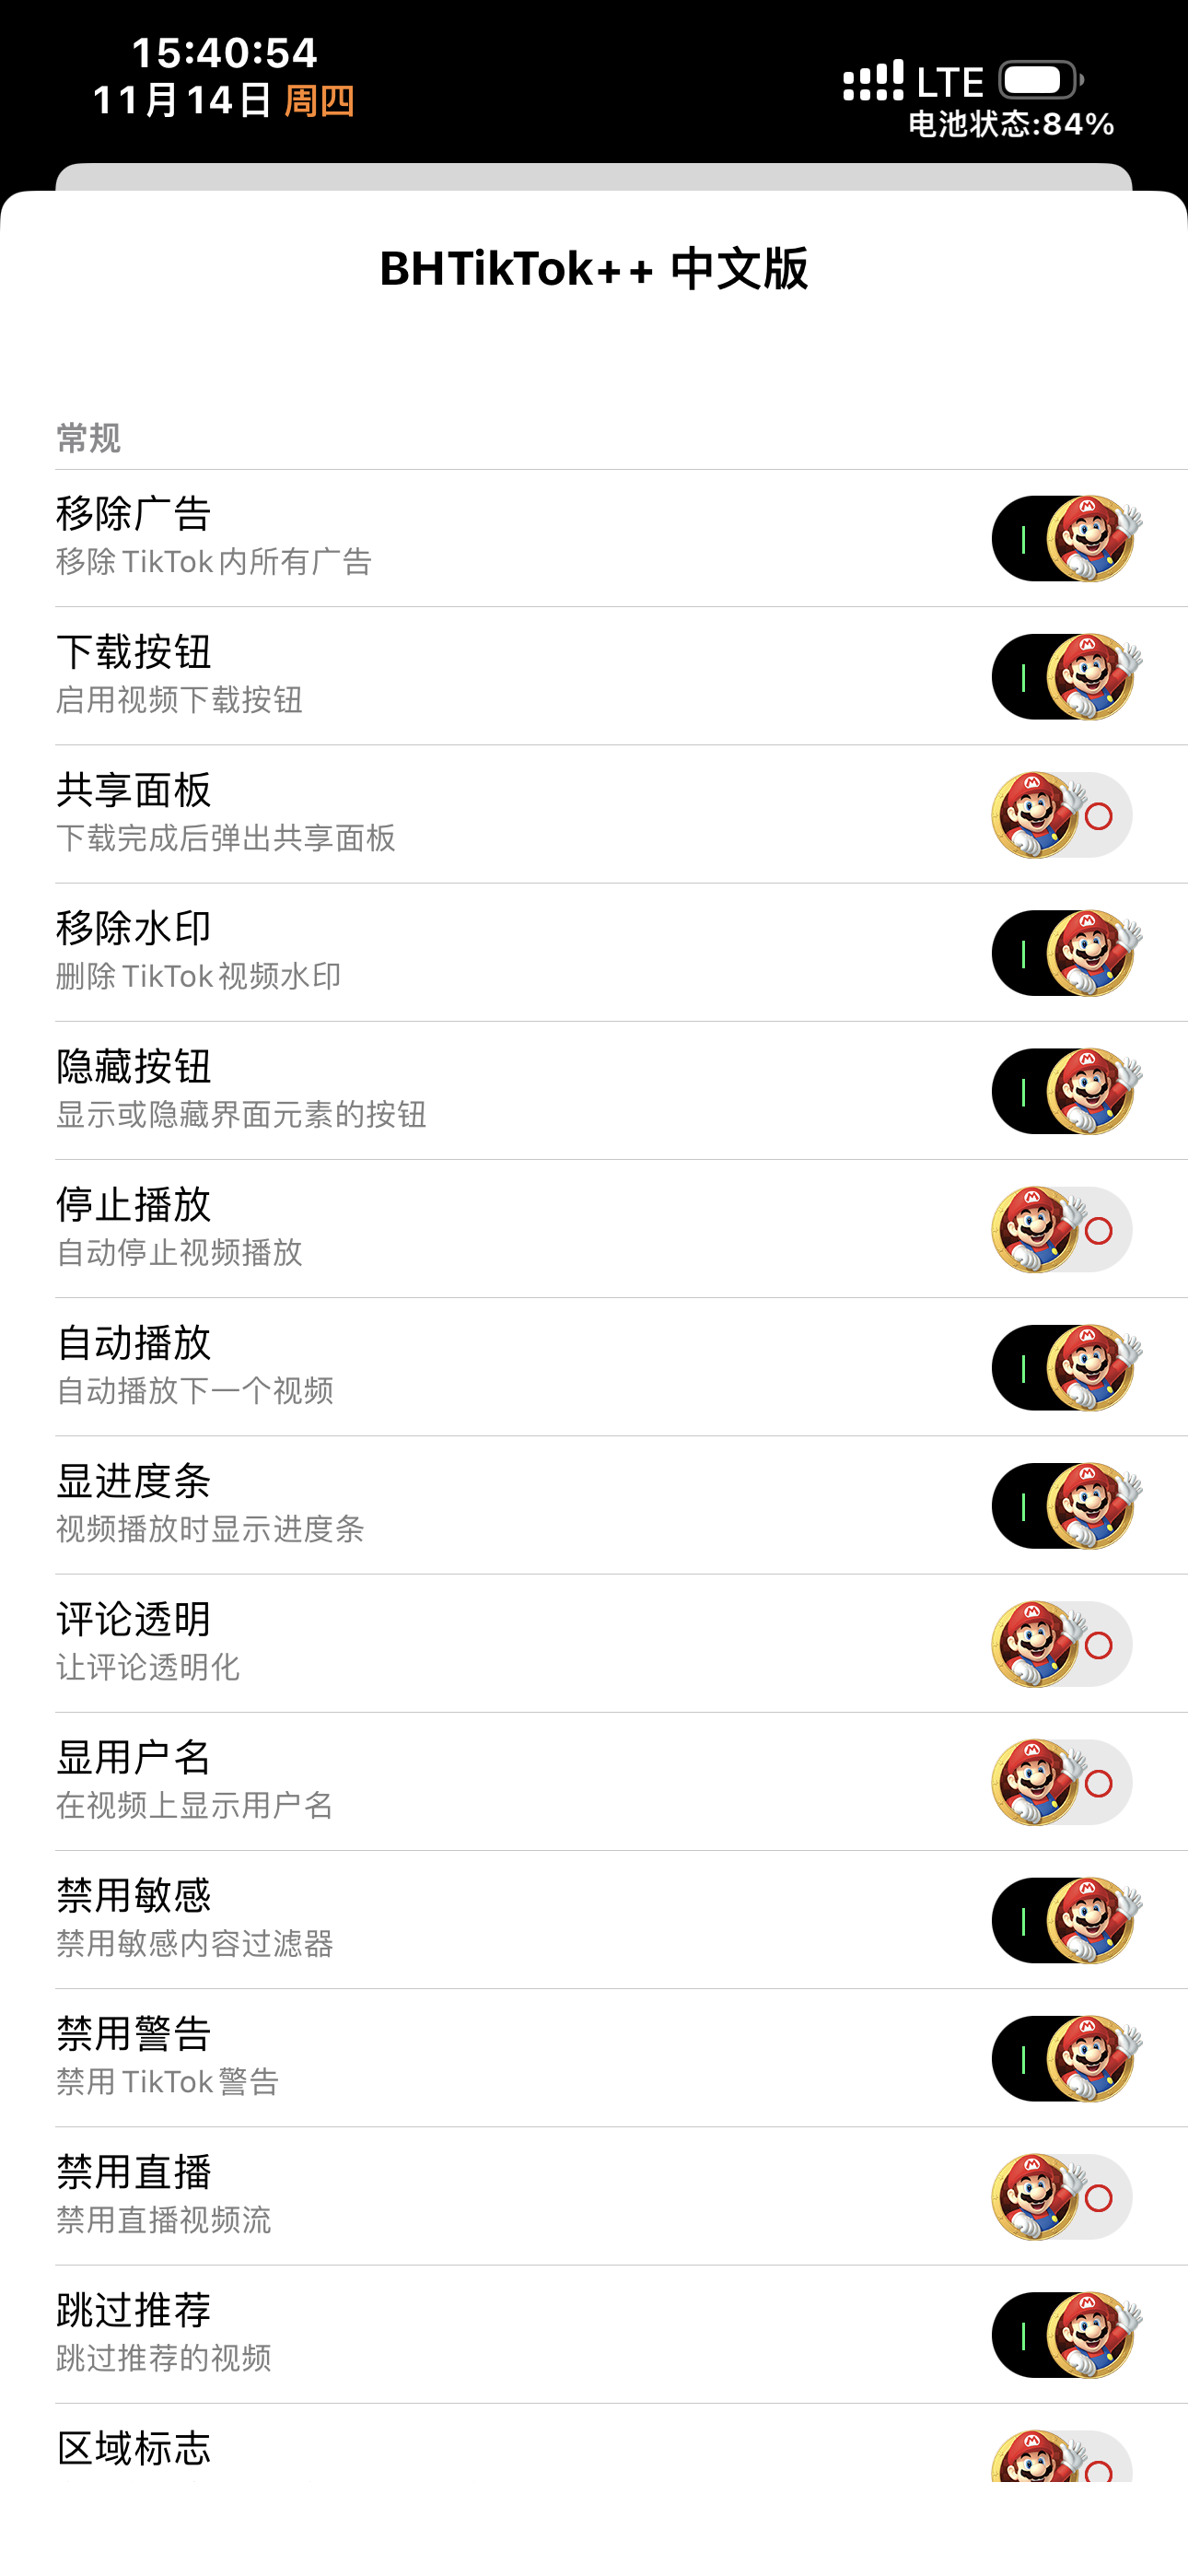 15:40:54
11月14日 周四
LTE
电池状态:84%
BHTikTok++ 中文版
常规
移除广告
移除 TikTok 内所有广告
下载按钮
启用视频下载按钮
共享面板
下载完成后弹出共享面板
移除水印
删除 TikTok 视频水印
隐藏按钮
显示或隐藏界面元素的按钮
停止播放
自动停止视频播放
自动播放
自动播放下一个视频
显进度条
视频播放时显示进度条
评论透明
让评论透明化
显用户名
在视频上显示用户名
禁用敏感
禁用敏感内容过滤器
禁用警告
禁用 TikTok 警告
禁用直播
禁用直播视频流
跳过推荐
跳过推荐的视频
区域标志